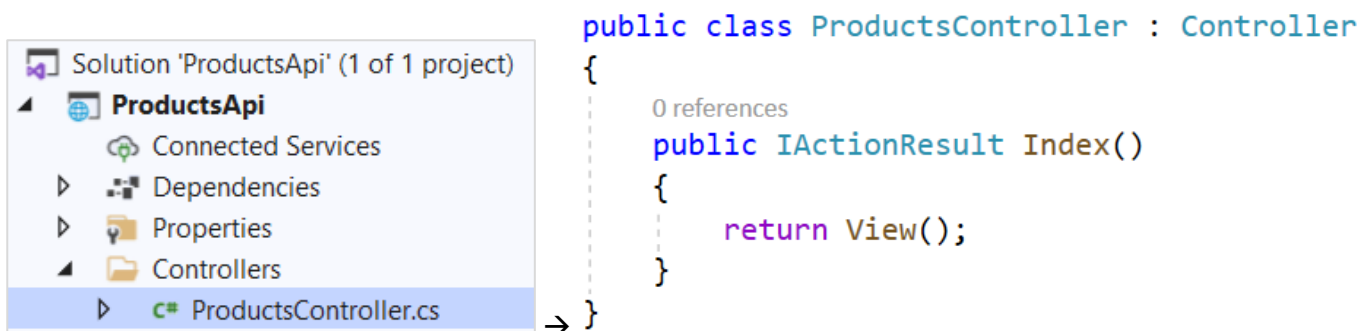 Solution 'ProductsApi' (1 of 1 project)
ProductsApi
Connected Services
Dependencies
Properties
Controllers
C# ProductsController.cs
→
public class ProductsController : Controller
{
0 references
public IActionResult Index()
{
return View();
}
}